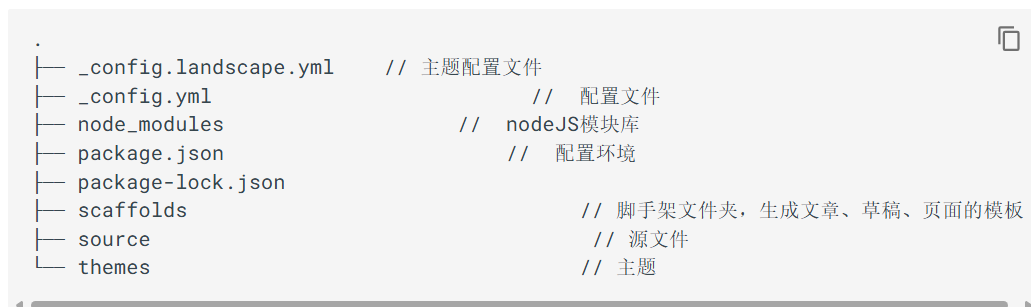 .
├── _config.landscape.yml    // 主题配置文件
├── _config.yml                          //  配置文件
├── node_modules                   //  nodeJS模块库
├── package.json                       //  配置环境
├── package-lock.json
├── scaffolds                                // 脚手架文件夹，生成文章、草稿、页面的模板
├── source                                    // 源文件
└── themes                                   // 主题